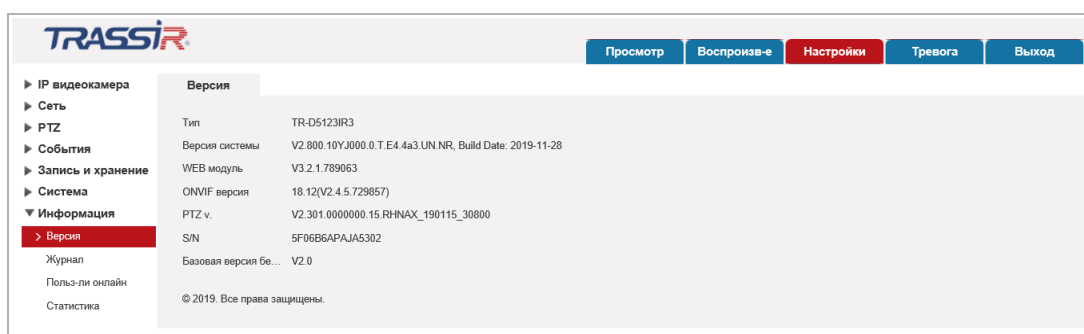 TRASSIR
Просмотр Воспроизв-е Настройки Тревога Выход
IP видеокамера
Сеть
PTZ
События
Запись и хранение
Система
Информация
Версия
Журнал
Польз-ли онлайн
Статистика
Версия
Тип TR-D5123IR3
Версия системы V2.800.10YJ000.0.T.E4.4a3.UN.NR, Build Date: 2019-11-28
WEB модуль V3.2.1.789063
ONVIF версия 18.12(V2.4.5.729857)
PTZ v. V2.301.0000000.15.RHNAX_190115_30800
S/N 5F06B6APAJA5302
Базовая версия бе... V2.0
© 2019. Все права защищены.